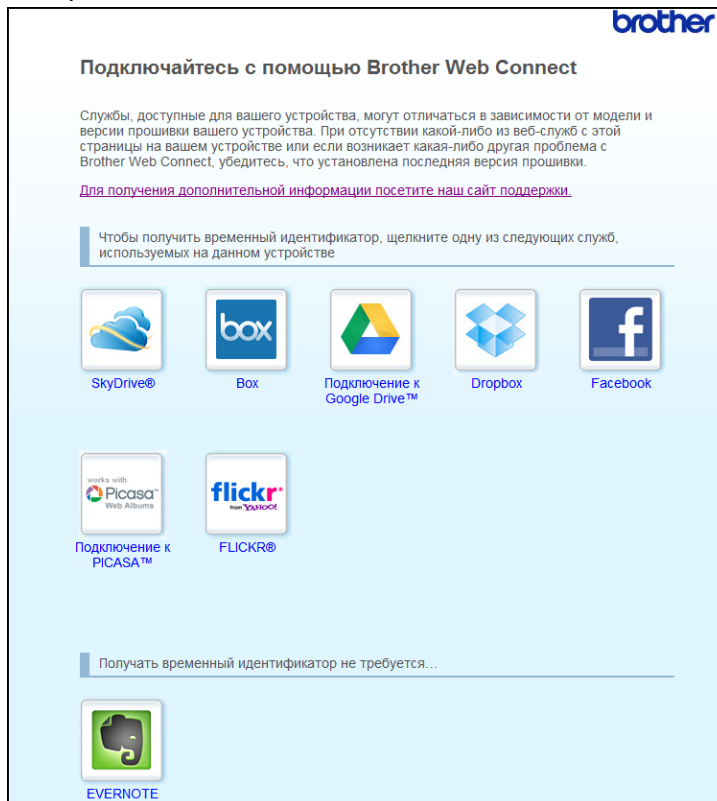 brother
Подключайтесь с помощью Brother Web Connect
Службы, доступные для вашего устройства, могут отличаться в зависимости от модели и
версии прошивки вашего устройства. При отсутствии какой-либо из веб-служб с этой
страницы на вашем устройстве или если возникает какая-либо другая проблема с
Brother Web Connect, убедитесь, что установлена последняя версия прошивки.
Для получения дополнительной информации посетите наш сайт поддержки.
Чтобы получить временный идентификатор, щелкните одну из следующих служб,
используемых на данном устройстве
box
f
SkyDrive®
Box
Подключение к
Google Drive™
Dropbox
Facebook
works with
Picasa™
Web Albums
flickr
from YAHOO!
Подключение к
PICASA™
FLICKR®
Получать временный идентификатор не требуется...
EVERNOTE